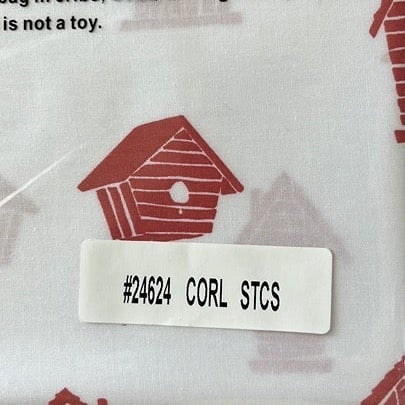 is not a toy.
#24624 CORL STCS